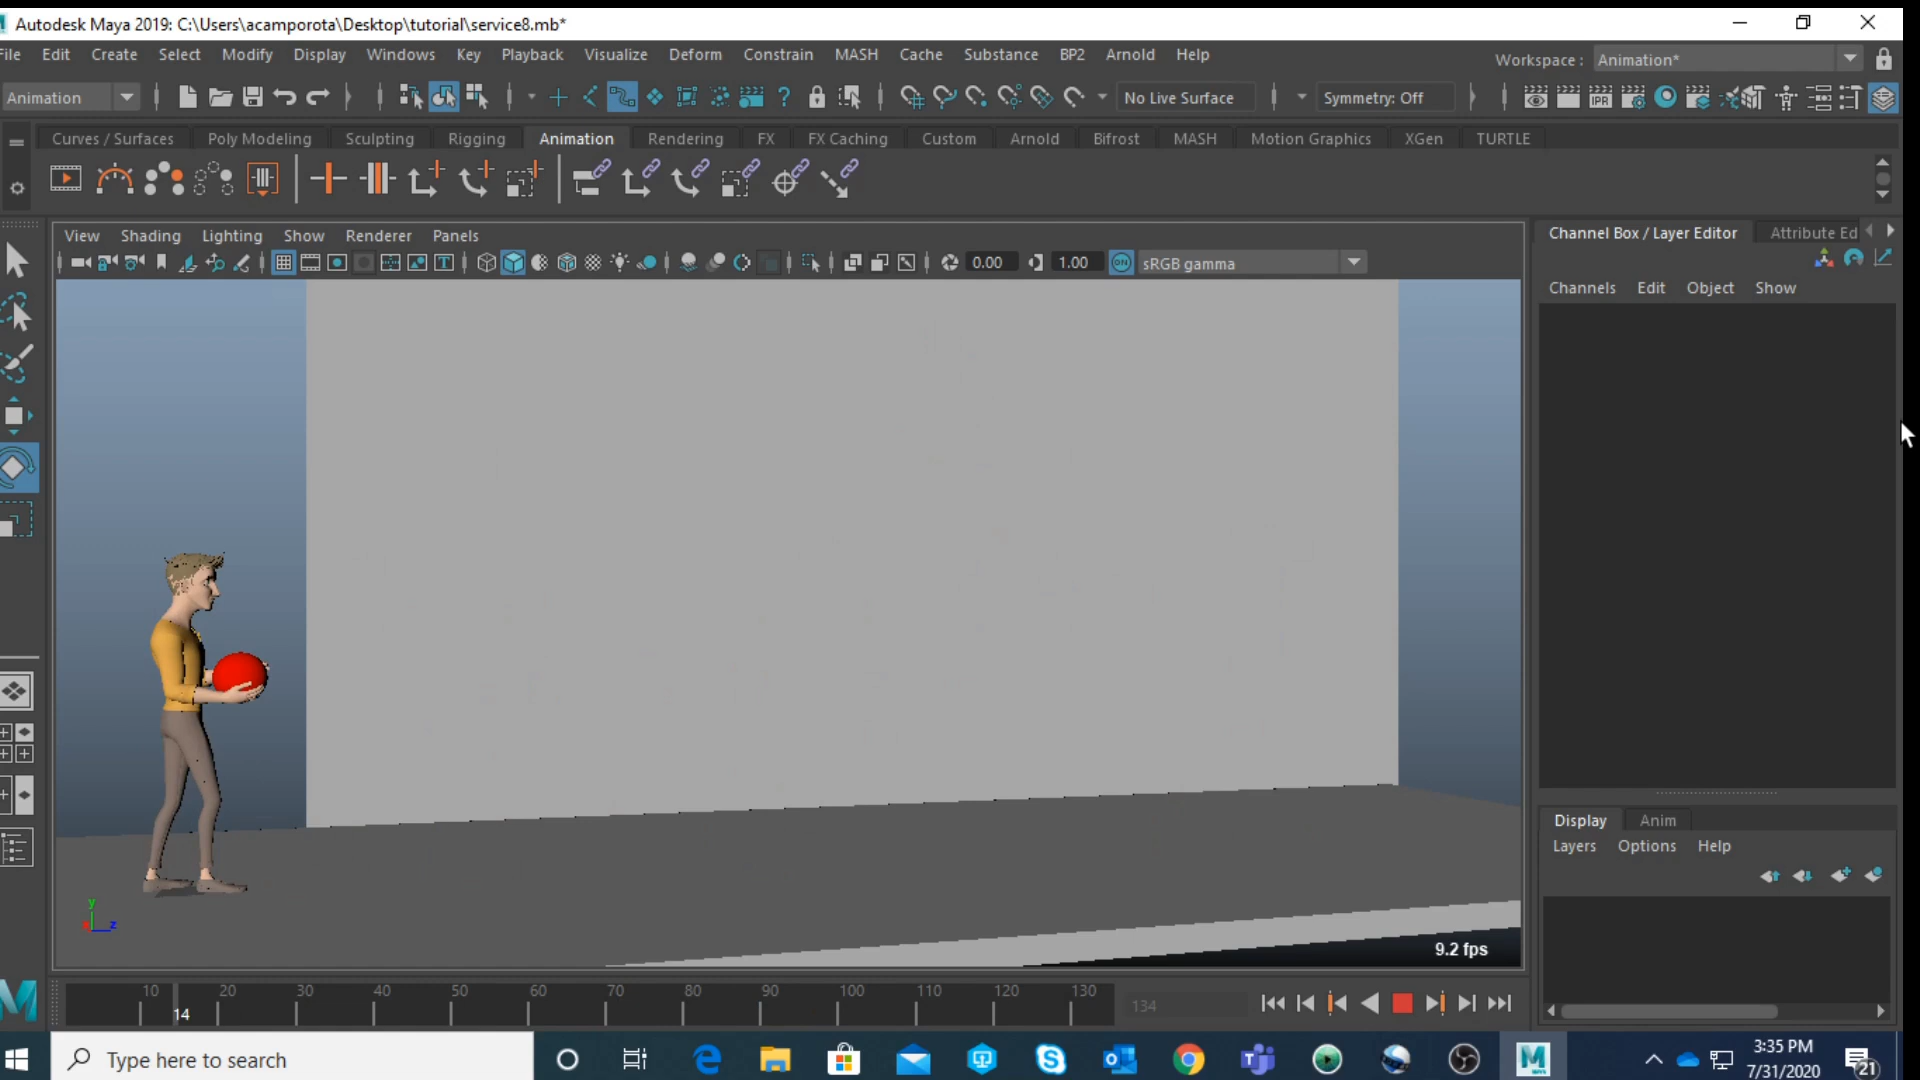 Autodesk Maya 2019: C:\Users\acamporota\Desktop\tutorial\service8.mb*
File Edit Create Select Modify Display Windows Key Playback Visualize Deform Constrain MASH Cache Substance BP2 Arnold Help
Workspace : Animation*
Animation No Live Surface Symmetry: Off
IPR
Curves / Surfaces Poly Modeling Sculpting Rigging Animation Rendering FX FX Caching Custom Arnold Bifrost MASH Motion Graphics XGen TURTLE
View Shading Lighting Show Renderer Panels
0.00 1.00 ON sRGB gamma
Channel Box / Layer Editor Attribute Ed
Channels Edit Object Show
Display Anim
Layers Options Help
y
z
9.2 fps
10 20 30 40 50 60 70 80 90 100 110 120 130
14
134
Type here to search
3:35 PM
7/31/2020
21